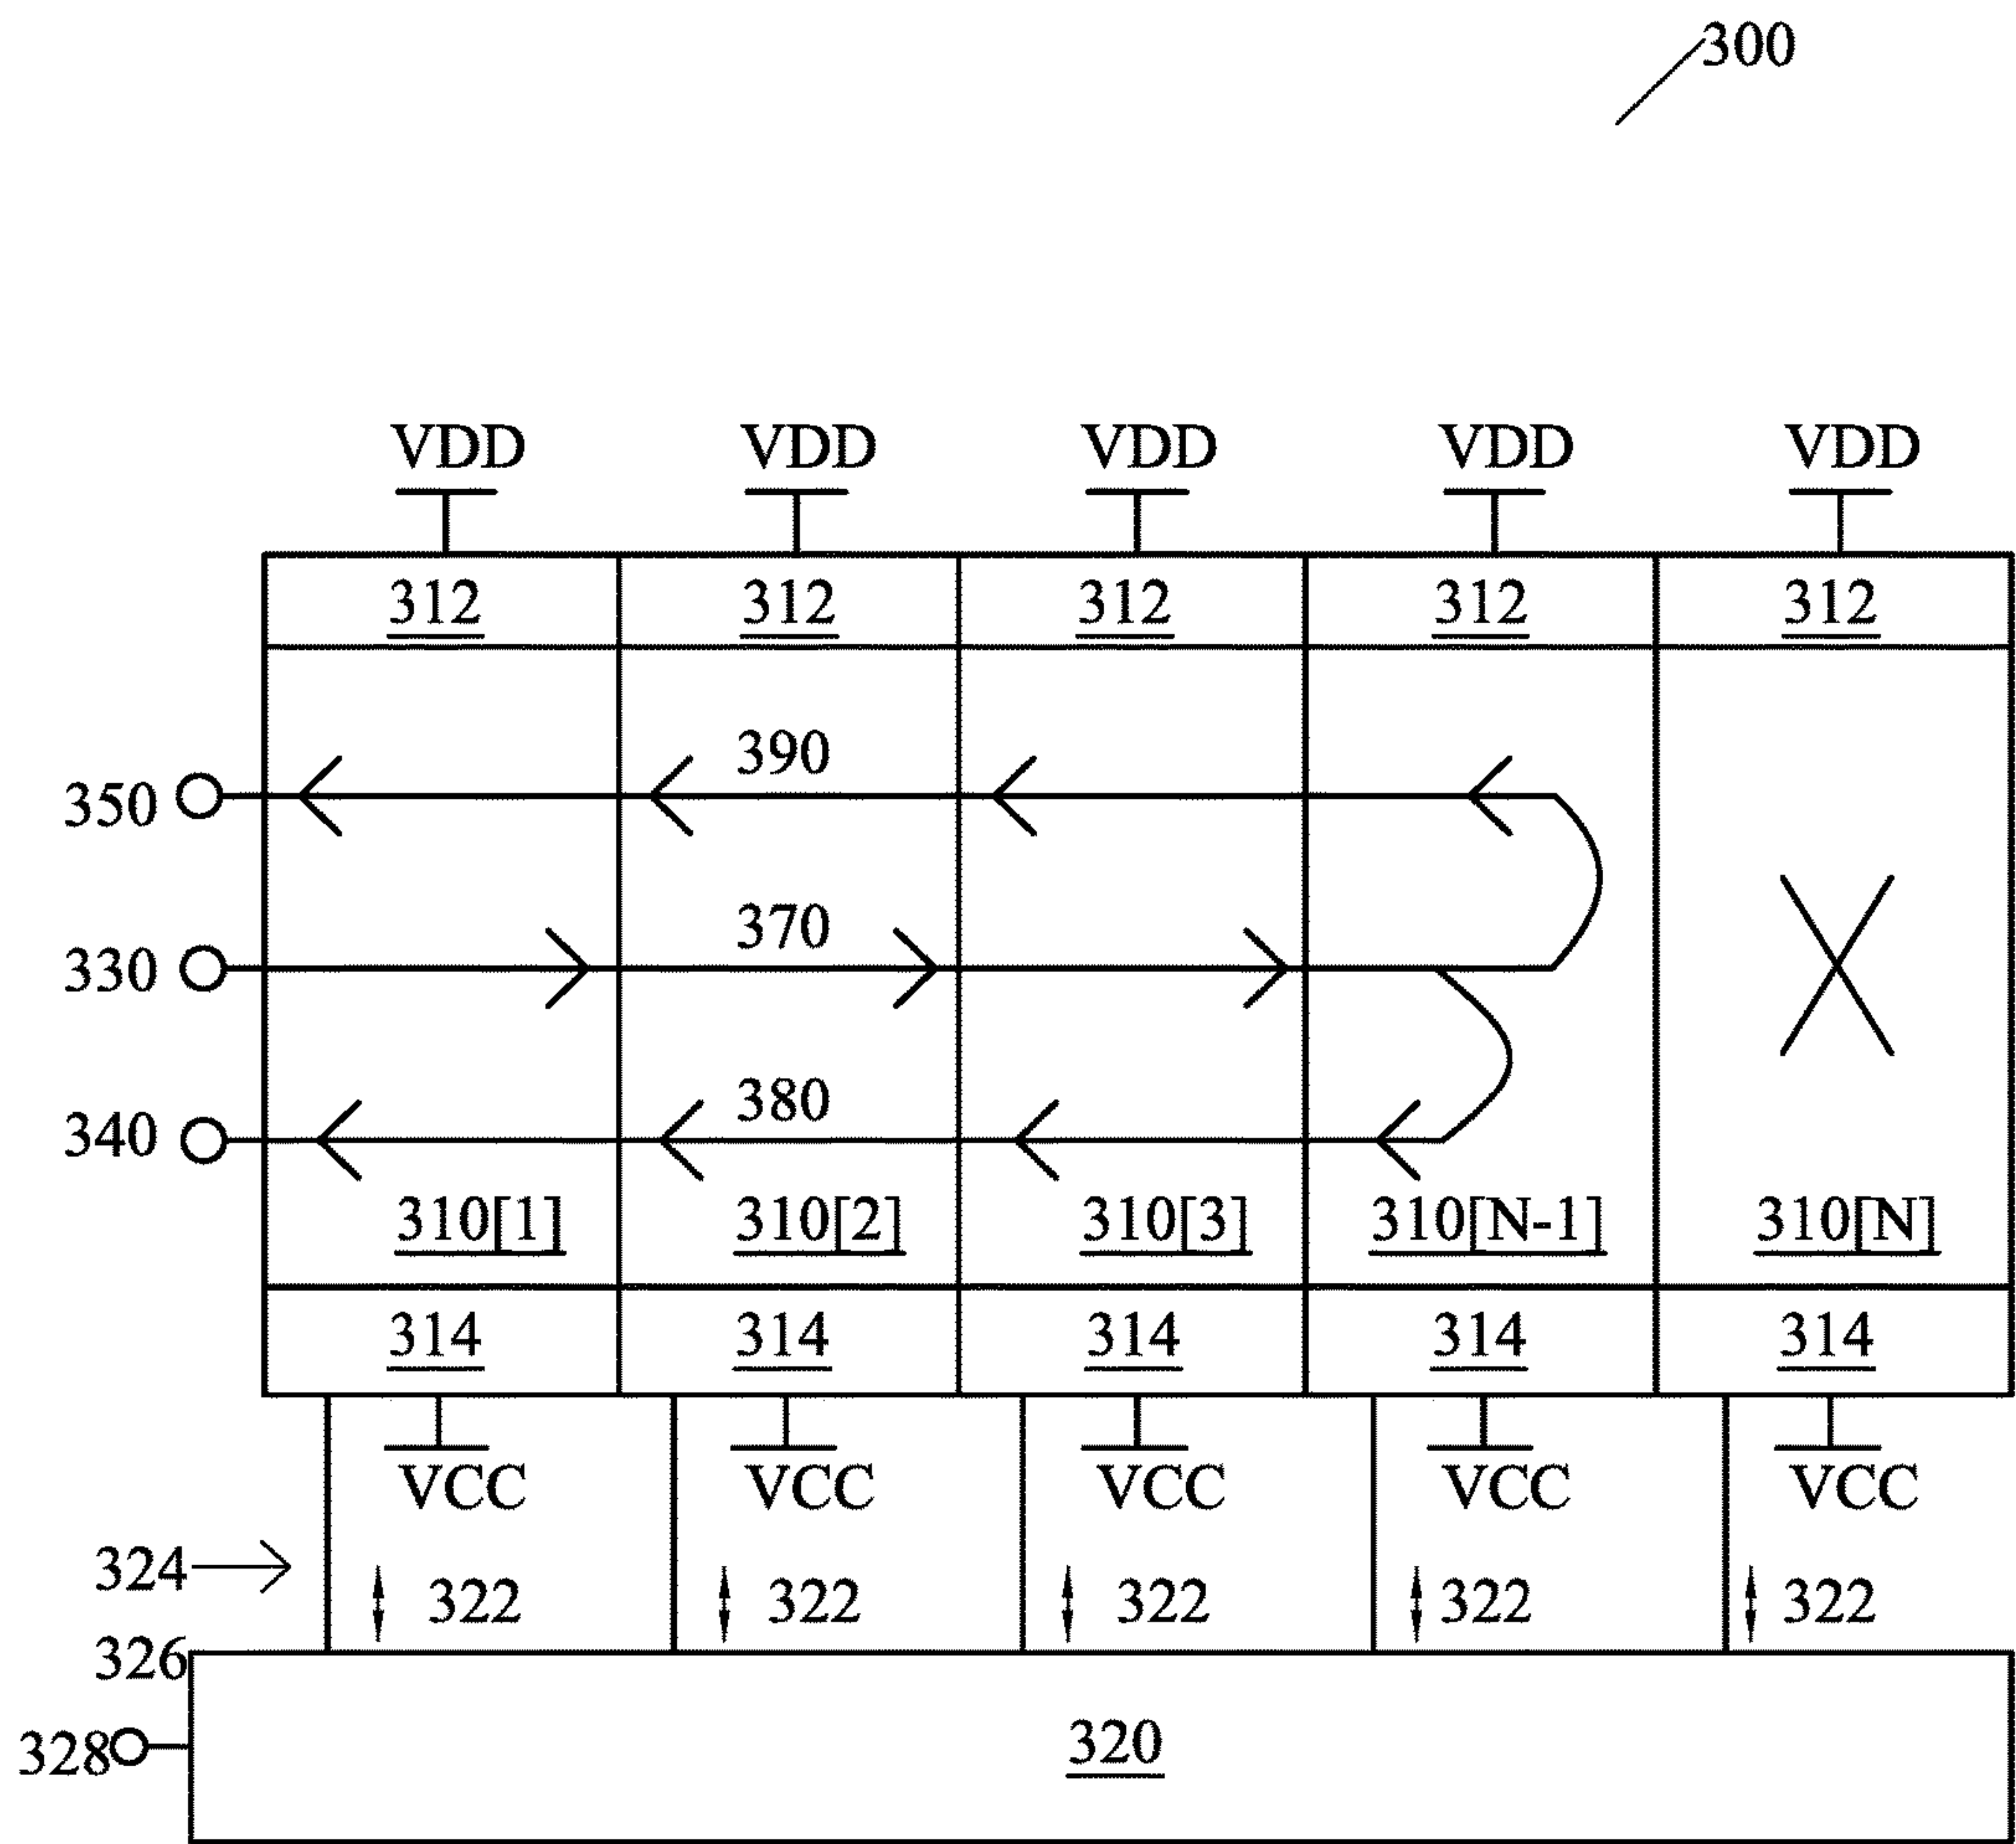 300
VDD VDD VDD VDD VDD
312 312 312 312 312
390
350
370
330
380
340
310[1] 310[2] 310[3] 310[N-1] 310[N]
314 314 314 314 314
VCC VCC VCC VCC VCC
324
322 322 322 322 322
326
320
328